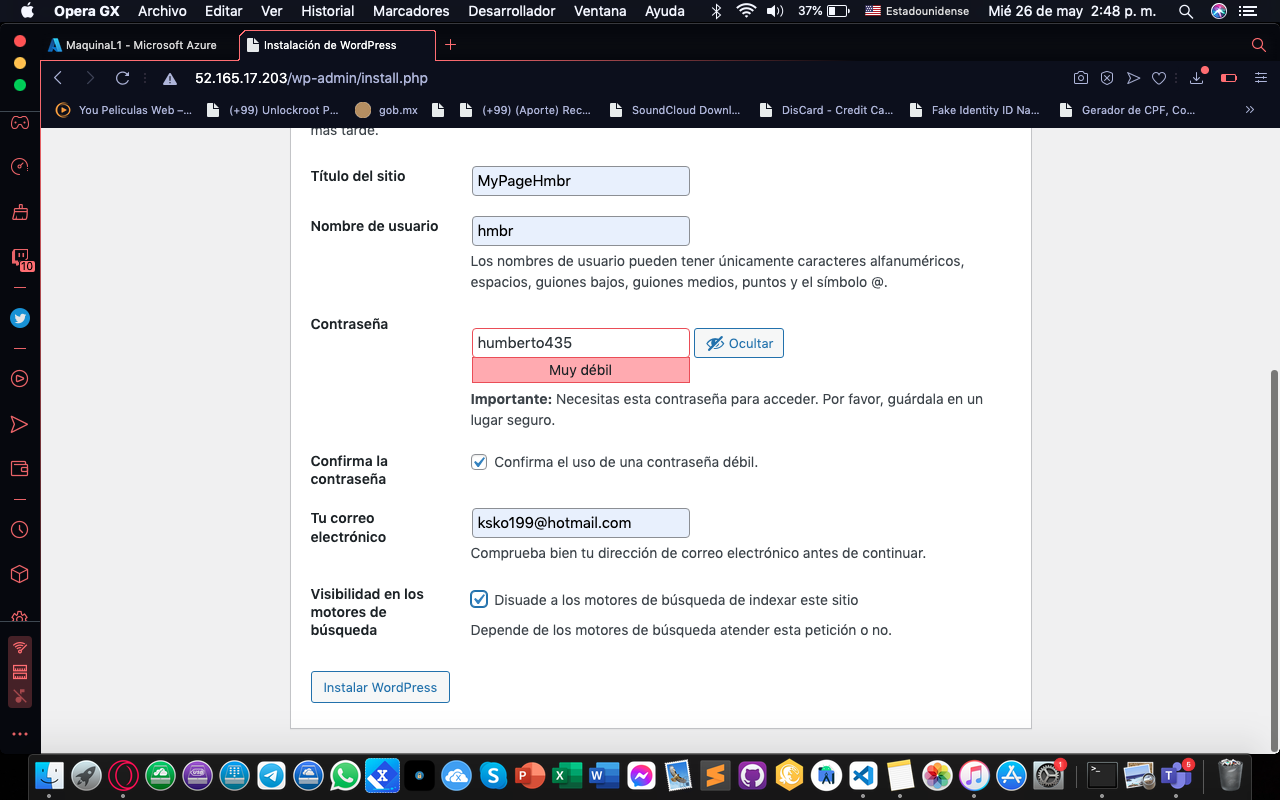 Opera GX Archivo Editar Ver Historial Marcadores Desarrollador Ventana Ayuda 37% Estadounidense Mié 26 de may 2:48 p. m.
MaquinaL1 - Microsoft Azure Instalación de WordPress
52.165.17.203/wp-admin/install.php
You Peliculas Web –... (+99) Unlockroot P... gob.mx (+99) (Aporte) Rec... SoundCloud Downl... DisCard - Credit Ca... Fake Identity ID Na... Gerador de CPF, Co... »
más tarde.
Título del sitio MyPageHmbr
Nombre de usuario hmbr
Los nombres de usuario pueden tener únicamente caracteres alfanuméricos,
espacios, guiones bajos, guiones medios, puntos y el símbolo @.
Contraseña
humberto435 Ocultar
Muy débil
Importante: Necesitas esta contraseña para acceder. Por favor, guárdala en un
lugar seguro.
Confirma la
contraseña
Confirma el uso de una contraseña débil.
Tu correo
electrónico
ksko199@hotmail.com
Comprueba bien tu dirección de correo electrónico antes de continuar.
Visibilidad en los
motores de
búsqueda
Disuade a los motores de búsqueda de indexar este sitio
Depende de los motores de búsqueda atender esta petición o no.
Instalar WordPress
10
1
5